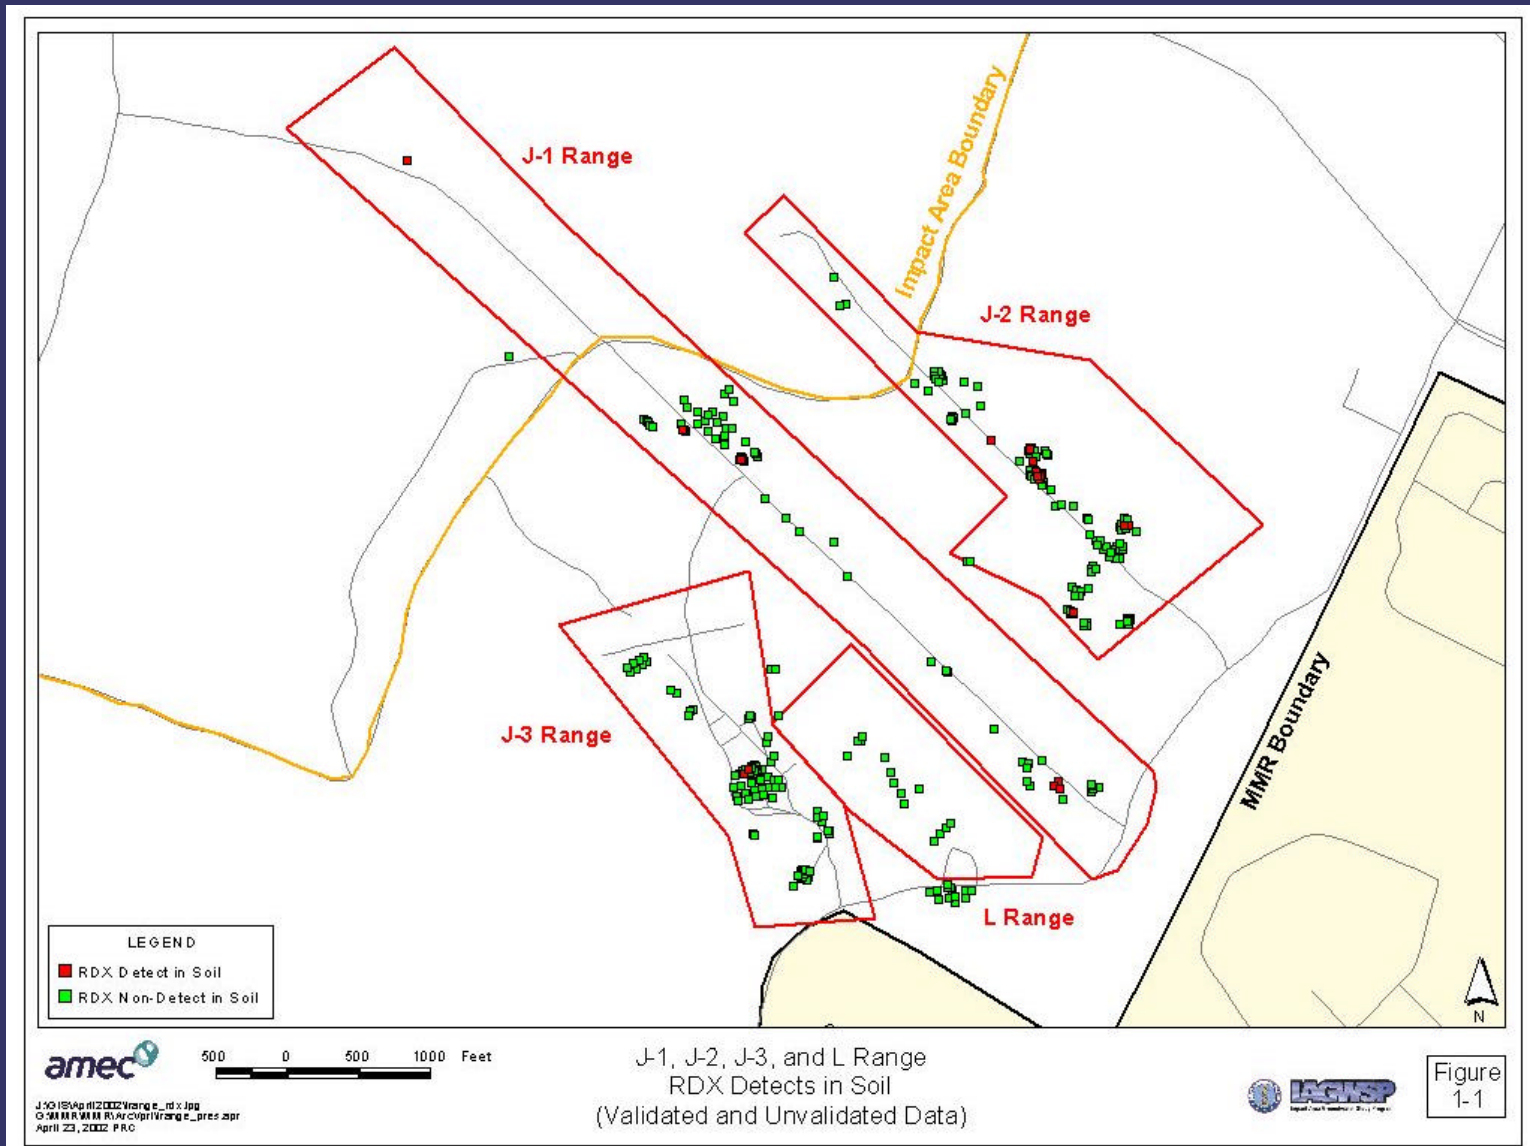 J-1 Range
Impact Area Boundary
J-2 Range
J-3 Range
MMR Boundary
L Range
LEGEND
RDX Detect in Soil
RDX Non-Detect in Soil
N
amec
500 0 500 1000 Feet
J-1, J-2, J-3, and L Range
RDX Detects in Soil
(Validated and Unvalidated Data)
IAGWSP
Figure
1-1
April 23, 2002 PRC